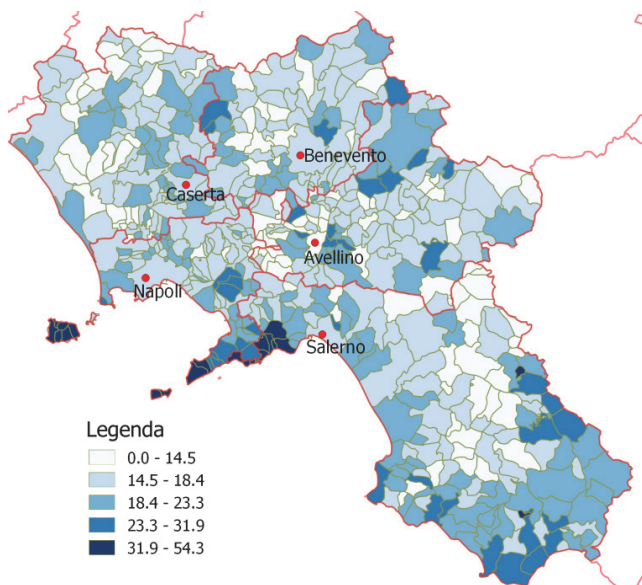 Benevento
Caserta
Avellino
Napoli
Salerno
Legenda
0.0 - 14.5
14.5 - 18.4
18.4 - 23.3
23.3 - 31.9
31.9 - 54.3